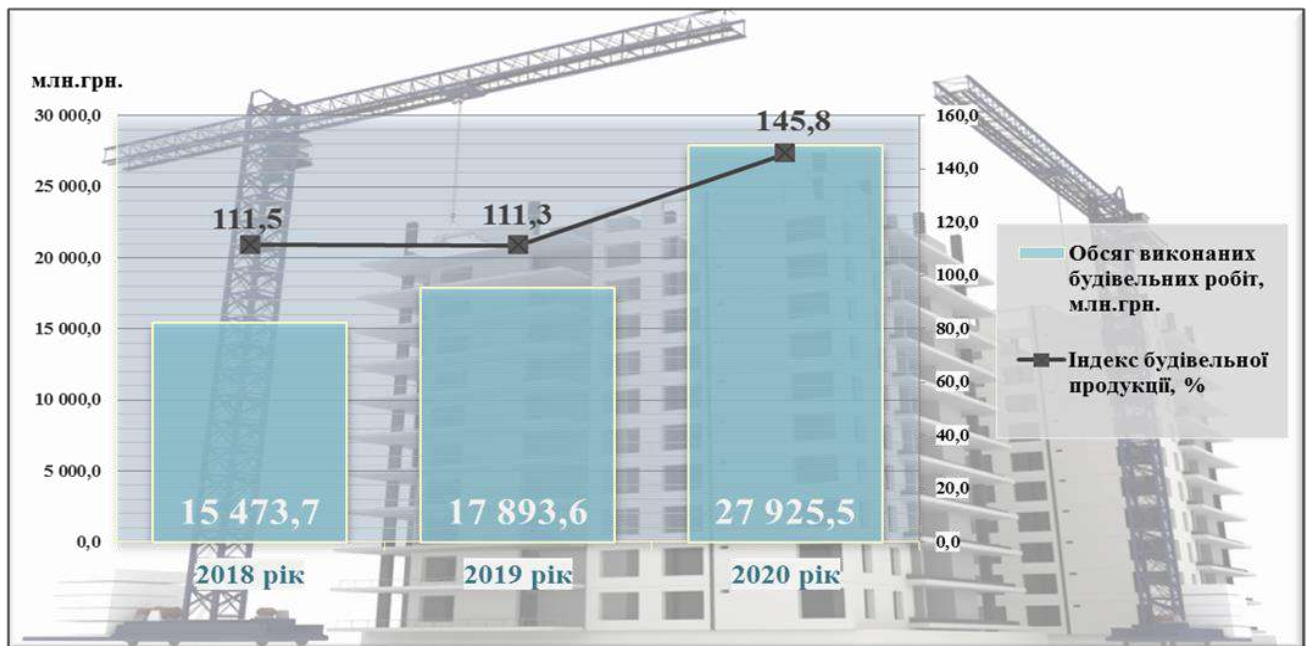 млн.грн.
30 000,0
25 000,0
20 000,0
15 000,0
10 000,0
5 000,0
0,0
160,0
140,0
120,0
100,0
80,0
60,0
40,0
20,0
0,0
111,5
111,3
145,8
15 473,7
17 893,6
27 925,5
2018 рік
2019 рік
2020 рік
Обсяг виконаних
будівельних робіт,
млн.грн.
Індекс будівельної
продукції, %